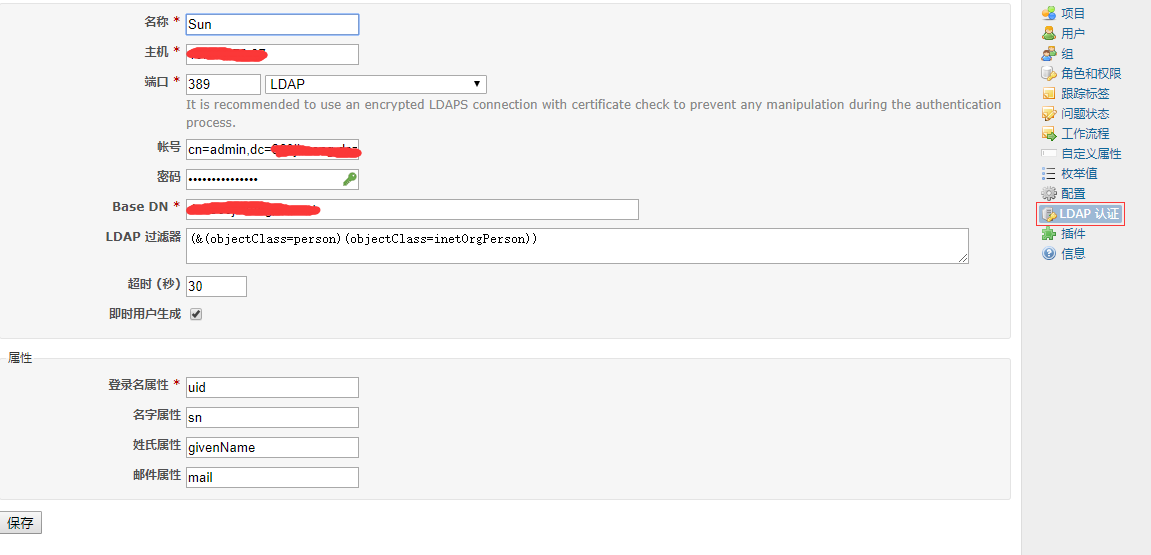 名称 * Sun
主机 *
端口 * 389 LDAP
It is recommended to use an encrypted LDAPS connection with certificate check to prevent any manipulation during the authentication
process.
帐号 cn=admin,dc=
密码 ••••••••••••••
Base DN *
LDAP 过滤器 (&(objectClass=person)(objectClass=inetOrgPerson))
超时 (秒) 30
即时用户生成
属性
登录名属性 * uid
名字属性 sn
姓氏属性 givenName
邮件属性 mail
保存
项目
用户
组
角色和权限
跟踪标签
问题状态
工作流程
自定义属性
枚举值
配置
LDAP 认证
插件
信息